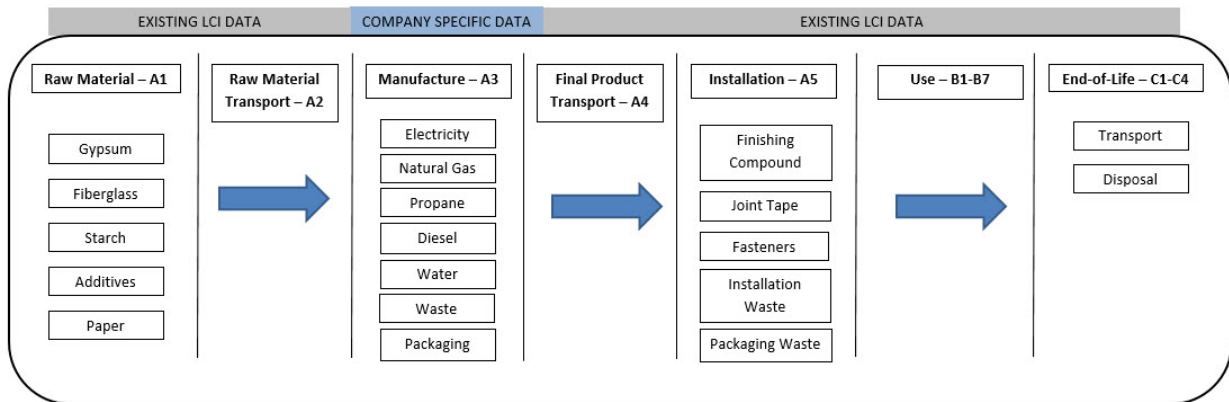 EXISTING LCI DATA
COMPANY SPECIFIC DATA
EXISTING LCI DATA
Raw Material – A1
Gypsum
Fiberglass
Starch
Additives
Paper
Raw Material
Transport – A2
Manufacture – A3
Electricity
Natural Gas
Propane
Diesel
Water
Waste
Packaging
Final Product
Transport – A4
Installation – A5
Finishing
Compound
Joint Tape
Fasteners
Installation
Waste
Packaging Waste
Use – B1-B7
End-of-Life – C1-C4
Transport
Disposal